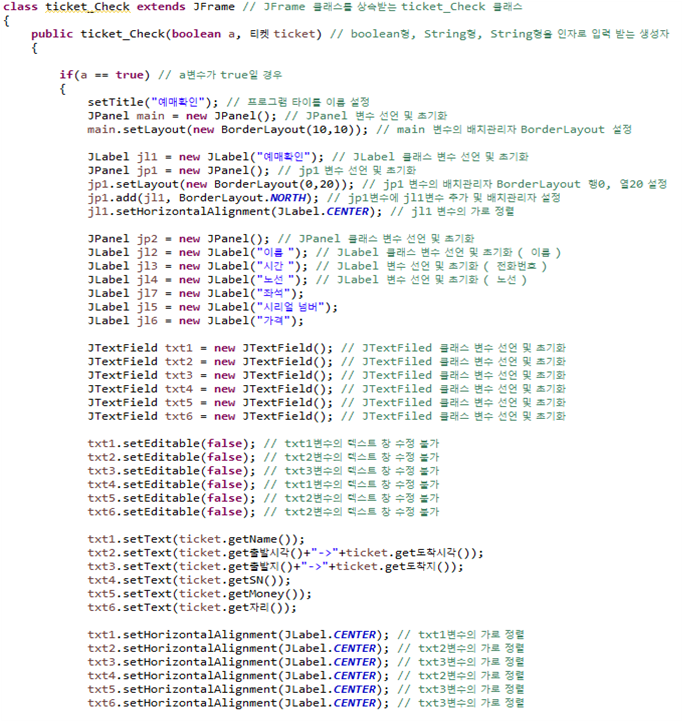 class ticket_Check extends JFrame // JFrame 클래스를 상속받는 ticket_Check 클래스
{
public ticket_Check(boolean a, 티켓 ticket) // boolean형, String형, String형을 인자로 입력 받는 생성자
{
if(a == true) // a변수가 true일 경우
{
setTitle("예매확인"); // 프로그램 타이틀 이름 설정
JPanel main = new JPanel(); // JPanel 변수 선언 및 초기화
main.setLayout(new BorderLayout(10,10)); // main 변수의 배치관리자 BorderLayout 설정
JLabel jl1 = new JLabel("예매확인"); // JLabel 클래스 변수 선언 및 초기화
JPanel jp1 = new JPanel(); // jp1 변수 선언 및 초기화
jp1.setLayout(new BorderLayout(0,20)); // jp1 변수의 배치관리자 BorderLayout 행0, 열20 설정
jp1.add(jl1, BorderLayout.NORTH); // jp1변수에 jl1변수 추가 및 배치관리자 설정
jl1.setHorizontalAlignment(JLabel.CENTER); // jl1 변수의 가로 정렬
JPanel jp2 = new JPanel(); // JPanel 클래스 변수 선언 및 초기화
JLabel jl2 = new JLabel("이름 "); // JLabel 클래스 변수 선언 및 초기화 ( 이름 )
JLabel jl3 = new JLabel("시간 "); // JLabel 변수 선언 및 초기화 ( 전화번호 )
JLabel jl4 = new JLabel("노선 "); // JLabel 변수 선언 및 초기화 ( 노선 )
JLabel jl7 = new JLabel("좌석");
JLabel jl5 = new JLabel("시리얼 넘버");
JLabel jl6 = new JLabel("가격");
JTextField txt1 = new JTextField(); // JTextFiled 클래스 변수 선언 및 초기화
JTextField txt2 = new JTextField(); // JTextFiled 클래스 변수 선언 및 초기화
JTextField txt3 = new JTextField(); // JTextFiled 클래스 변수 선언 및 초기화
JTextField txt4 = new JTextField(); // JTextFiled 클래스 변수 선언 및 초기화
JTextField txt5 = new JTextField(); // JTextFiled 클래스 변수 선언 및 초기화
JTextField txt6 = new JTextField(); // JTextFiled 클래스 변수 선언 및 초기화
txt1.setEditable(false); // txt1변수의 텍스트 창 수정 불가
txt2.setEditable(false); // txt2변수의 텍스트 창 수정 불가
txt3.setEditable(false); // txt3변수의 텍스트 창 수정 불가
txt4.setEditable(false); // txt1변수의 텍스트 창 수정 불가
txt5.setEditable(false); // txt2변수의 텍스트 창 수정 불가
txt6.setEditable(false); // txt2변수의 텍스트 창 수정 불가
txt1.setText(ticket.getName());
txt2.setText(ticket.get출발시각()+"->"+ticket.get도착시각());
txt3.setText(ticket.get출발지()+"->"+ticket.get도착지());
txt4.setText(ticket.getSN());
txt5.setText(ticket.getMoney());
txt6.setText(ticket.get자리());
txt1.setHorizontalAlignment(JLabel.CENTER); // txt1변수의 가로 정렬
txt2.setHorizontalAlignment(JLabel.CENTER); // txt2변수의 가로 정렬
txt3.setHorizontalAlignment(JLabel.CENTER); // txt3변수의 가로 정렬
txt4.setHorizontalAlignment(JLabel.CENTER); // txt2변수의 가로 정렬
txt5.setHorizontalAlignment(JLabel.CENTER); // txt3변수의 가로 정렬
txt6.setHorizontalAlignment(JLabel.CENTER); // txt3변수의 가로 정렬